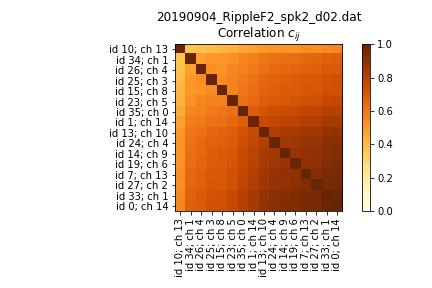 20190904_RippleF2_spk2_d02.dat
Correlation c_ij
id 10; ch 13
id 34; ch 1
id 26; ch 4
id 25; ch 3
id 15; ch 8
id 23; ch 5
id 35; ch 0
id 1; ch 14
id 13; ch 10
id 24; ch 4
id 14; ch 9
id 19; ch 6
id 7; ch 13
id 27; ch 2
id 33; ch 1
id 0; ch 14
id 10; ch 13
id 34; ch 1
id 26; ch 4
id 25; ch 3
id 15; ch 8
id 23; ch 5
id 35; ch 0
id 1; ch 14
id 13; ch 10
id 24; ch 4
id 14; ch 9
id 19; ch 6
id 7; ch 13
id 27; ch 2
id 33; ch 1
id 0; ch 14
1.0
0.8
0.6
0.4
0.2
0.0